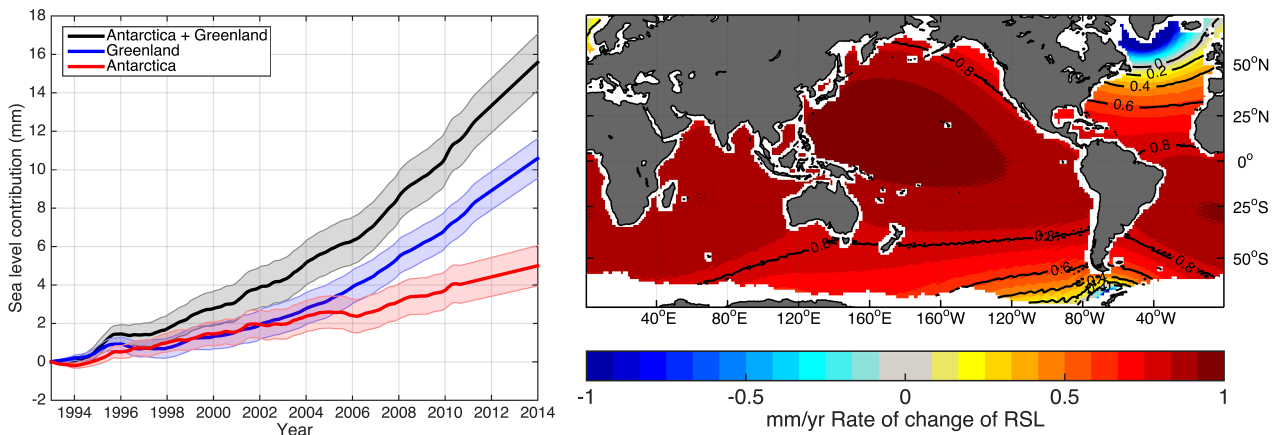 18
16
14
12
10
8
6
4
2
0
-2
Sea level contribution (mm)
Antarctica + Greenland
Greenland
Antarctica
1994 1996 1998 2000 2002 2004 2006 2008 2010 2012 2014
Year
0.8
0
0.2
0.4
0.6
0.8
0.8
0.8
0.6
0.8
50°N
25°N
0°
25°S
50°S
40°E 80°E 120°E 160°E 160°W 120°W 80°W 40°W
-1 -0.5 0 0.5 1
mm/yr Rate of change of RSL